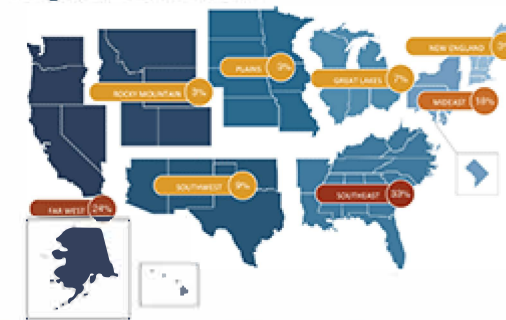 NEW ENGLAND 3%
PLAINS 3%
GREAT LAKES 7%
ROCKY MOUNTAIN 3%
MIDEAST 18%
SOUTHWEST 9%
SOUTHEAST 33%
FAR WEST 24%